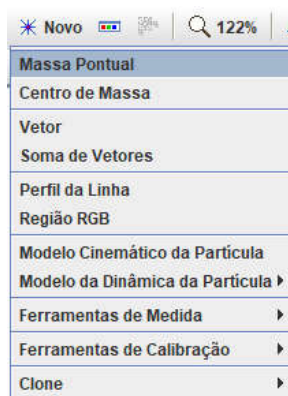 Novo 122%
Massa Pontual
Centro de Massa
Vetor
Soma de Vetores
Perfil da Linha
Região RGB
Modelo Cinemático da Partícula
Modelo da Dinâmica da Partícula
Ferramentas de Medida
Ferramentas de Calibração
Clone